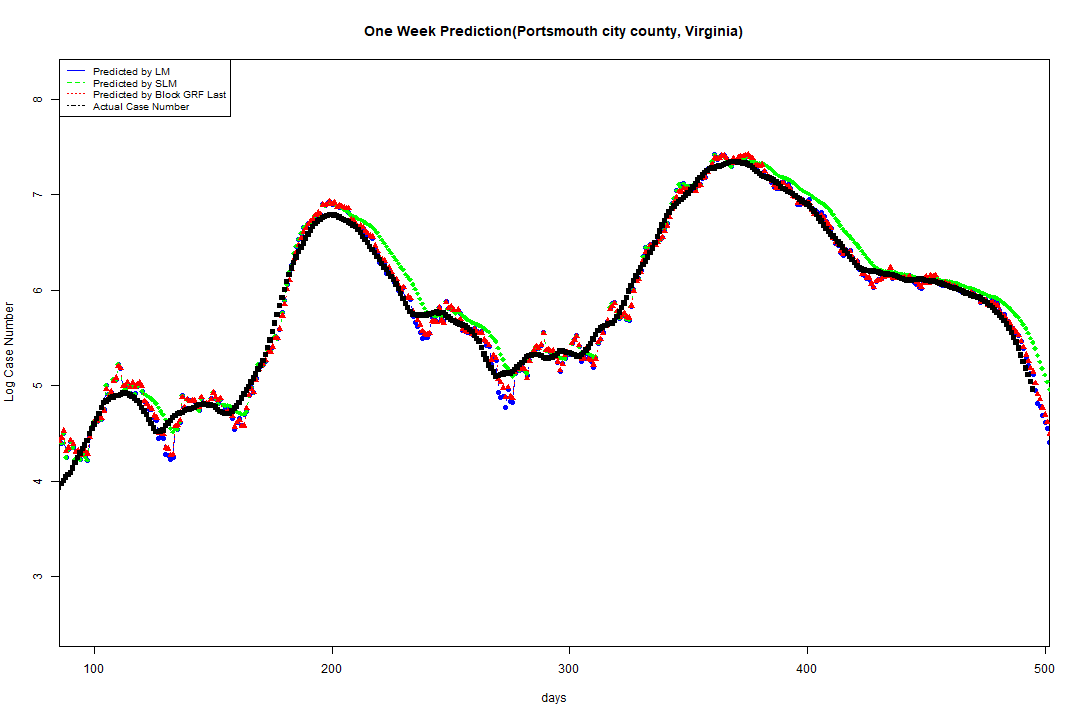 One Week Prediction(Portsmouth city county, Virginia)
Predicted by LM
Predicted by SLM
Predicted by Block GRF Last
Actual Case Number
8
7
6
5
4
3
Log Case Number
100 200 300 400 500
days